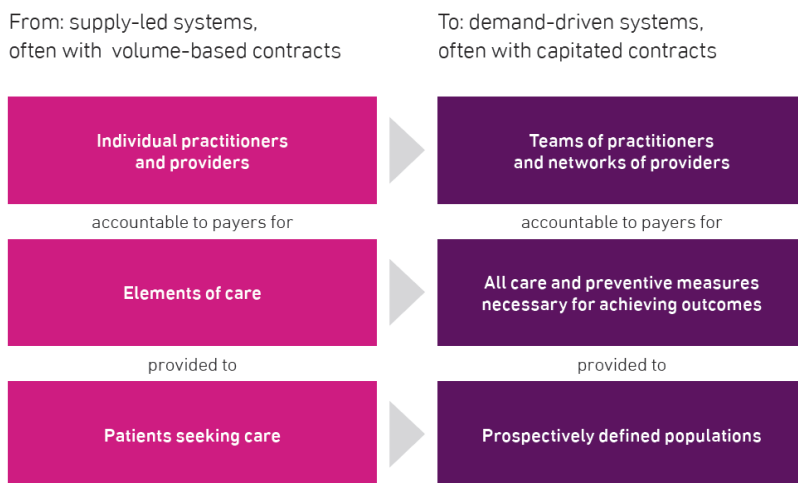 From: supply-led systems,
often with volume-based contracts
To: demand-driven systems,
often with capitated contracts
Individual practitioners
and providers
Teams of practitioners
and networks of providers
accountable to payers for
accountable to payers for
Elements of care
All care and preventive measures
necessary for achieving outcomes
provided to
provided to
Patients seeking care
Prospectively defined populations